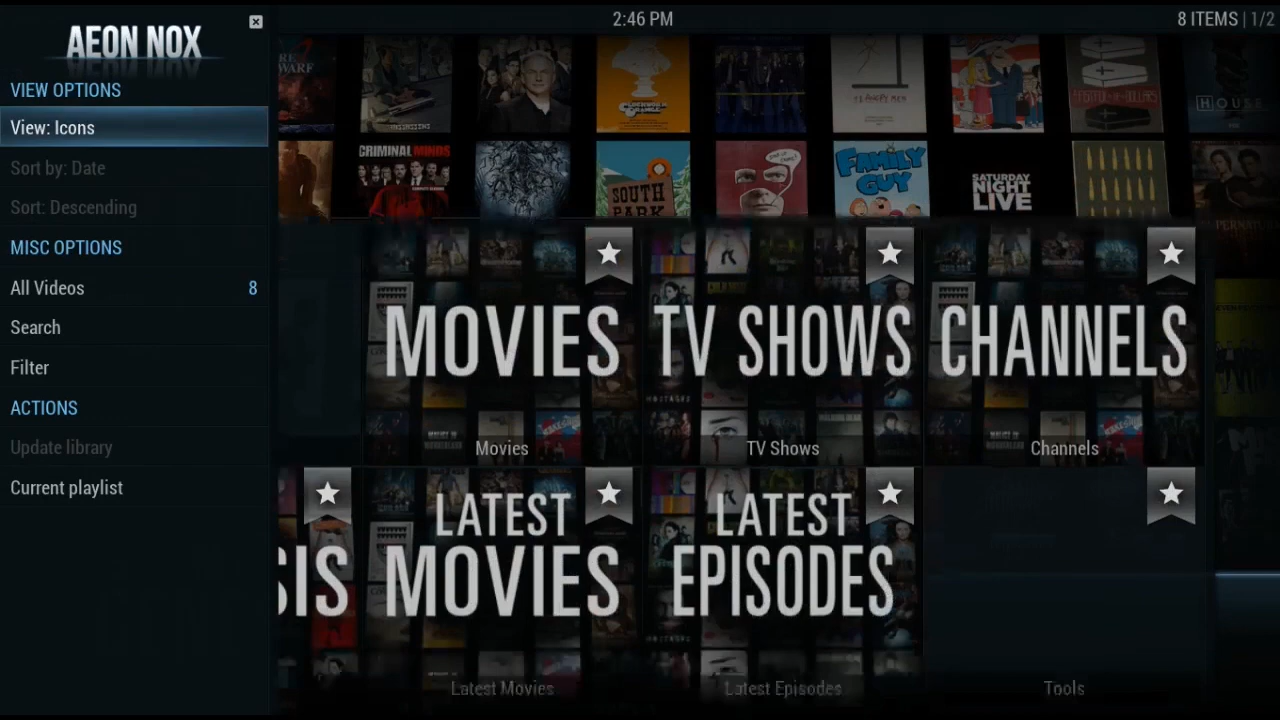 AEON NOX
2:46 PM
8 ITEMS | 1/2
VIEW OPTIONS
View: Icons
Sort by: Date
Sort: Descending
MISC OPTIONS
All Videos 8
Search
Filter
ACTIONS
Update library
Current playlist
CLOCKWORK ORANGE
HOUSE
CRIMINAL MINDS
SOUTH PARK
FAMILY GUY
SATURDAY NIGHT LIVE
MOVIES
TV SHOWS
CHANNELS
Movies
TV Shows
Channels
SIS
LATEST MOVIES
LATEST EPISODES
Latest Movies
Latest Episodes
Tools